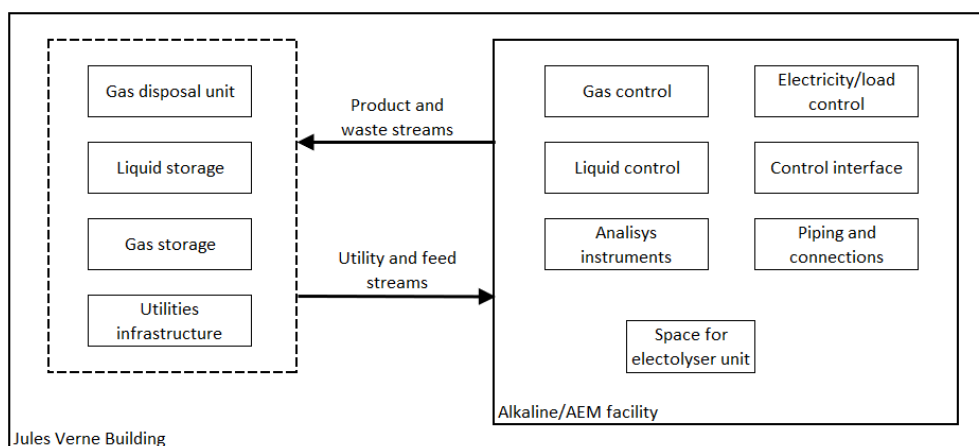 Gas disposal unit
Liquid storage
Gas storage
Utilities
infrastructure
Product and
waste streams
Utility and feed
streams
Gas control
Electricity/load
control
Liquid control
Control interface
Analisys
instruments
Piping and
connections
Space for
electolyser unit
Alkaline/AEM facility
Jules Verne Building